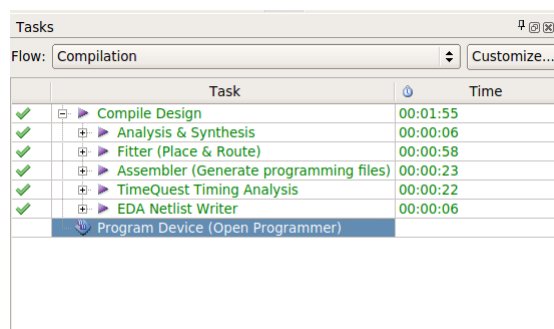 Tasks
Flow: Compilation Customize...
Task Time
Compile Design 00:01:55
Analysis & Synthesis 00:00:06
Fitter (Place & Route) 00:00:58
Assembler (Generate programming files) 00:00:23
TimeQuest Timing Analysis 00:00:22
EDA Netlist Writer 00:00:06
Program Device (Open Programmer)